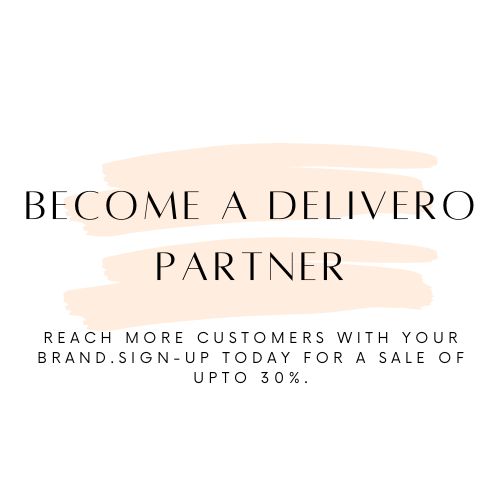 BECOME A DELIVERO
PARTNER
REACH MORE CUSTOMERS WITH YOUR
BRAND.SIGN-UP TODAY FOR A SALE OF
UPTO 30%.